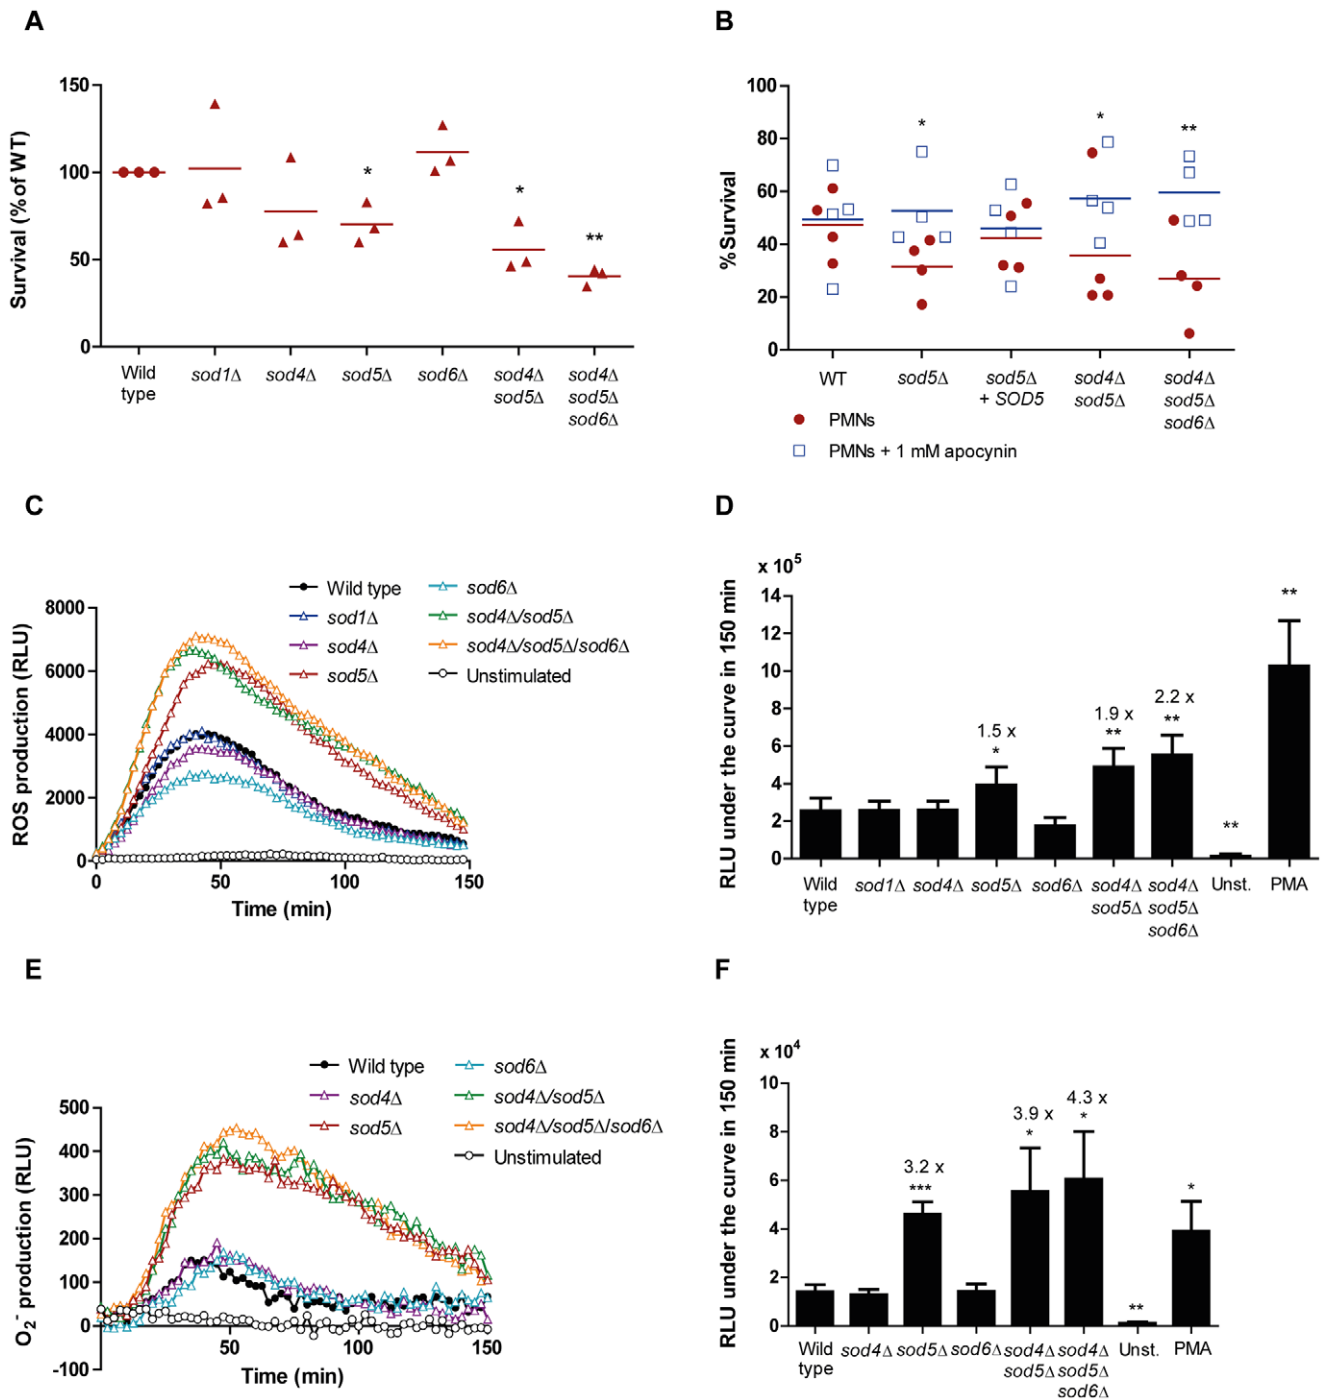 A
Survival (% of WT)
150
100
50
0
*
*
**
Wild
type
sod1Δ
sod4Δ
sod5Δ
sod6Δ
sod4Δ
sod5Δ
sod4Δ
sod5Δ
sod6Δ
B
%Survival
100
80
60
40
20
0
*
*
**
WT
sod5Δ
sod5Δ
+ SOD5
sod4Δ
sod5Δ
sod4Δ
sod5Δ
sod6Δ
PMNs
PMNs + 1 mM apocynin
C
Wild type
sod1Δ
sod4Δ
sod5Δ
sod6Δ
sod4Δ/sod5Δ
sod4Δ/sod5Δ/sod6Δ
Unstimulated
ROS production (RLU)
8000
6000
4000
2000
0
0
50
100
150
Time (min)
D
x 10⁵
RLU under the curve in 150 min
14
12
10
8
6
4
2
0
1.5 x
*
1.9 x
**
2.2 x
**
**
**
Wild
type
sod1Δ
sod4Δ
sod5Δ
sod6Δ
sod4Δ
sod5Δ
sod4Δ
sod5Δ
sod6Δ
Unst.
PMA
E
Wild type
sod4Δ
sod5Δ
sod6Δ
sod4Δ/sod5Δ
sod4Δ/sod5Δ/sod6Δ
Unstimulated
O₂⁻ production (RLU)
500
400
300
200
100
0
-100
50
100
150
Time (min)
F
x 10⁴
RLU under the curve in 150 min
10
8
6
4
2
0
3.2 x
***
3.9 x
*
4.3 x
*
**
*
Wild
type
sod4Δ
sod5Δ
sod6Δ
sod4Δ
sod5Δ
sod4Δ
sod5Δ
sod6Δ
Unst.
PMA